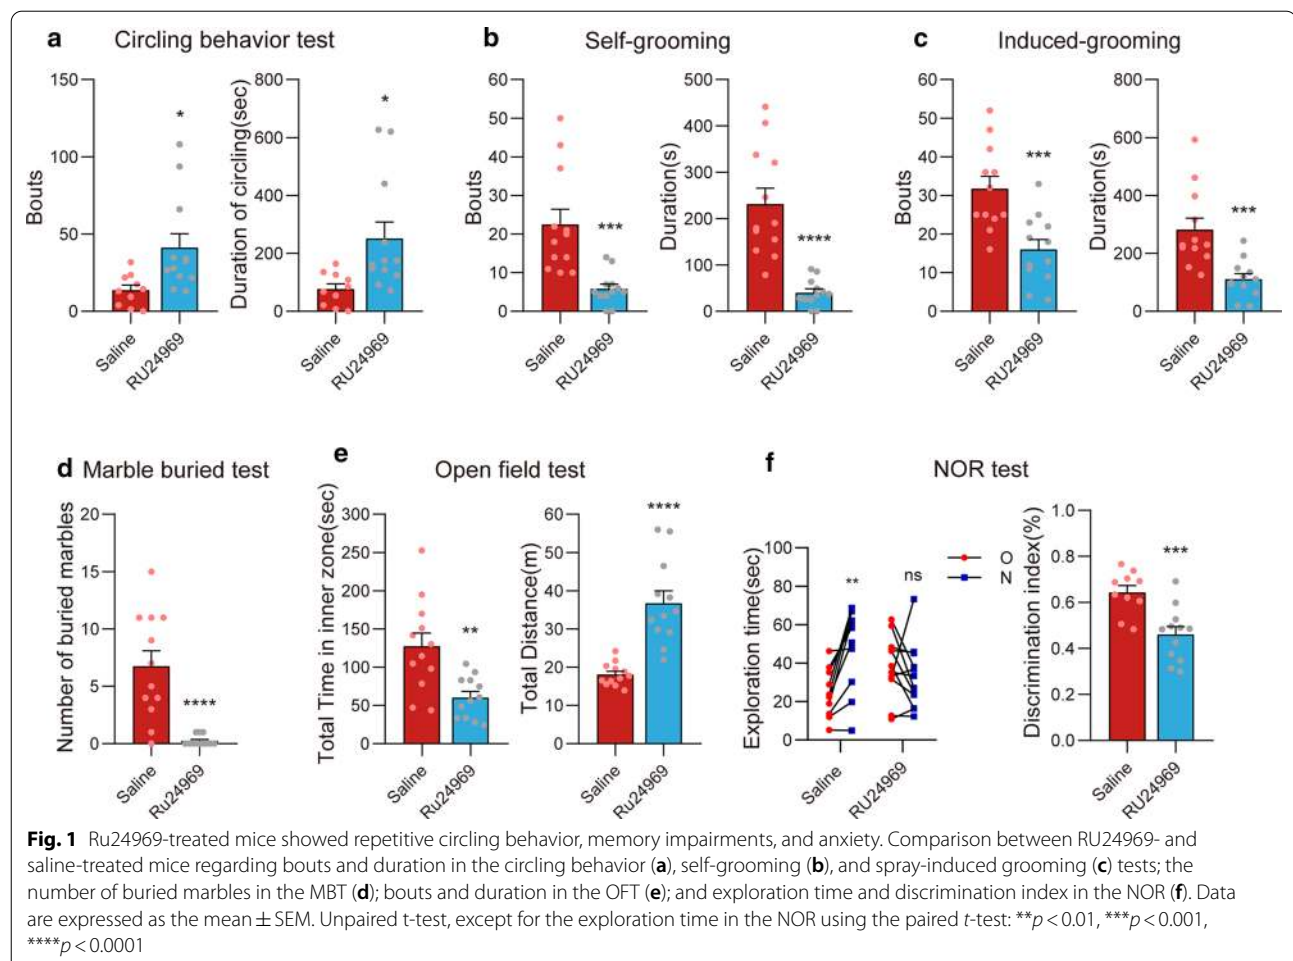 a Circling behavior test
b Self-grooming
c Induced-grooming
Bouts
150
100
50
0
Saline
RU24969
*
Duration of circling(sec)
800
600
400
200
0
Saline
RU24969
*
Bouts
60
50
40
30
20
10
0
Saline
RU24969
***
Duration(s)
500
400
300
200
100
0
Saline
RU24969
****
Bouts
60
50
40
30
20
10
0
Saline
RU24969
***
Duration(s)
800
600
400
200
0
Saline
RU24969
***
d Marble buried test
e Open field test
f NOR test
Number of buried marbles
20
15
10
5
0
Saline
Ru24969
****
Total Time in inner zone(sec)
300
250
200
150
100
50
0
Saline
Ru24969
**
Total Distance(m)
60
40
20
0
Saline
Ru24969
****
Exploration time(sec)
100
80
60
40
20
0
Saline
RU24969
**
ns
O
N
Discrimination index(%)
1.0
0.8
0.6
0.4
0.2
0.0
Saline
RU24969
***
Fig. 1 Ru24969-treated mice showed repetitive circling behavior, memory impairments, and anxiety. Comparison between RU24969- and
saline-treated mice regarding bouts and duration in the circling behavior (a), self-grooming (b), and spray-induced grooming (c) tests; the
number of buried marbles in the MBT (d); bouts and duration in the OFT (e); and exploration time and discrimination index in the NOR (f). Data
are expressed as the mean ± SEM. Unpaired t-test, except for the exploration time in the NOR using the paired t-test: **p < 0.01, ***p < 0.001,
****p < 0.0001